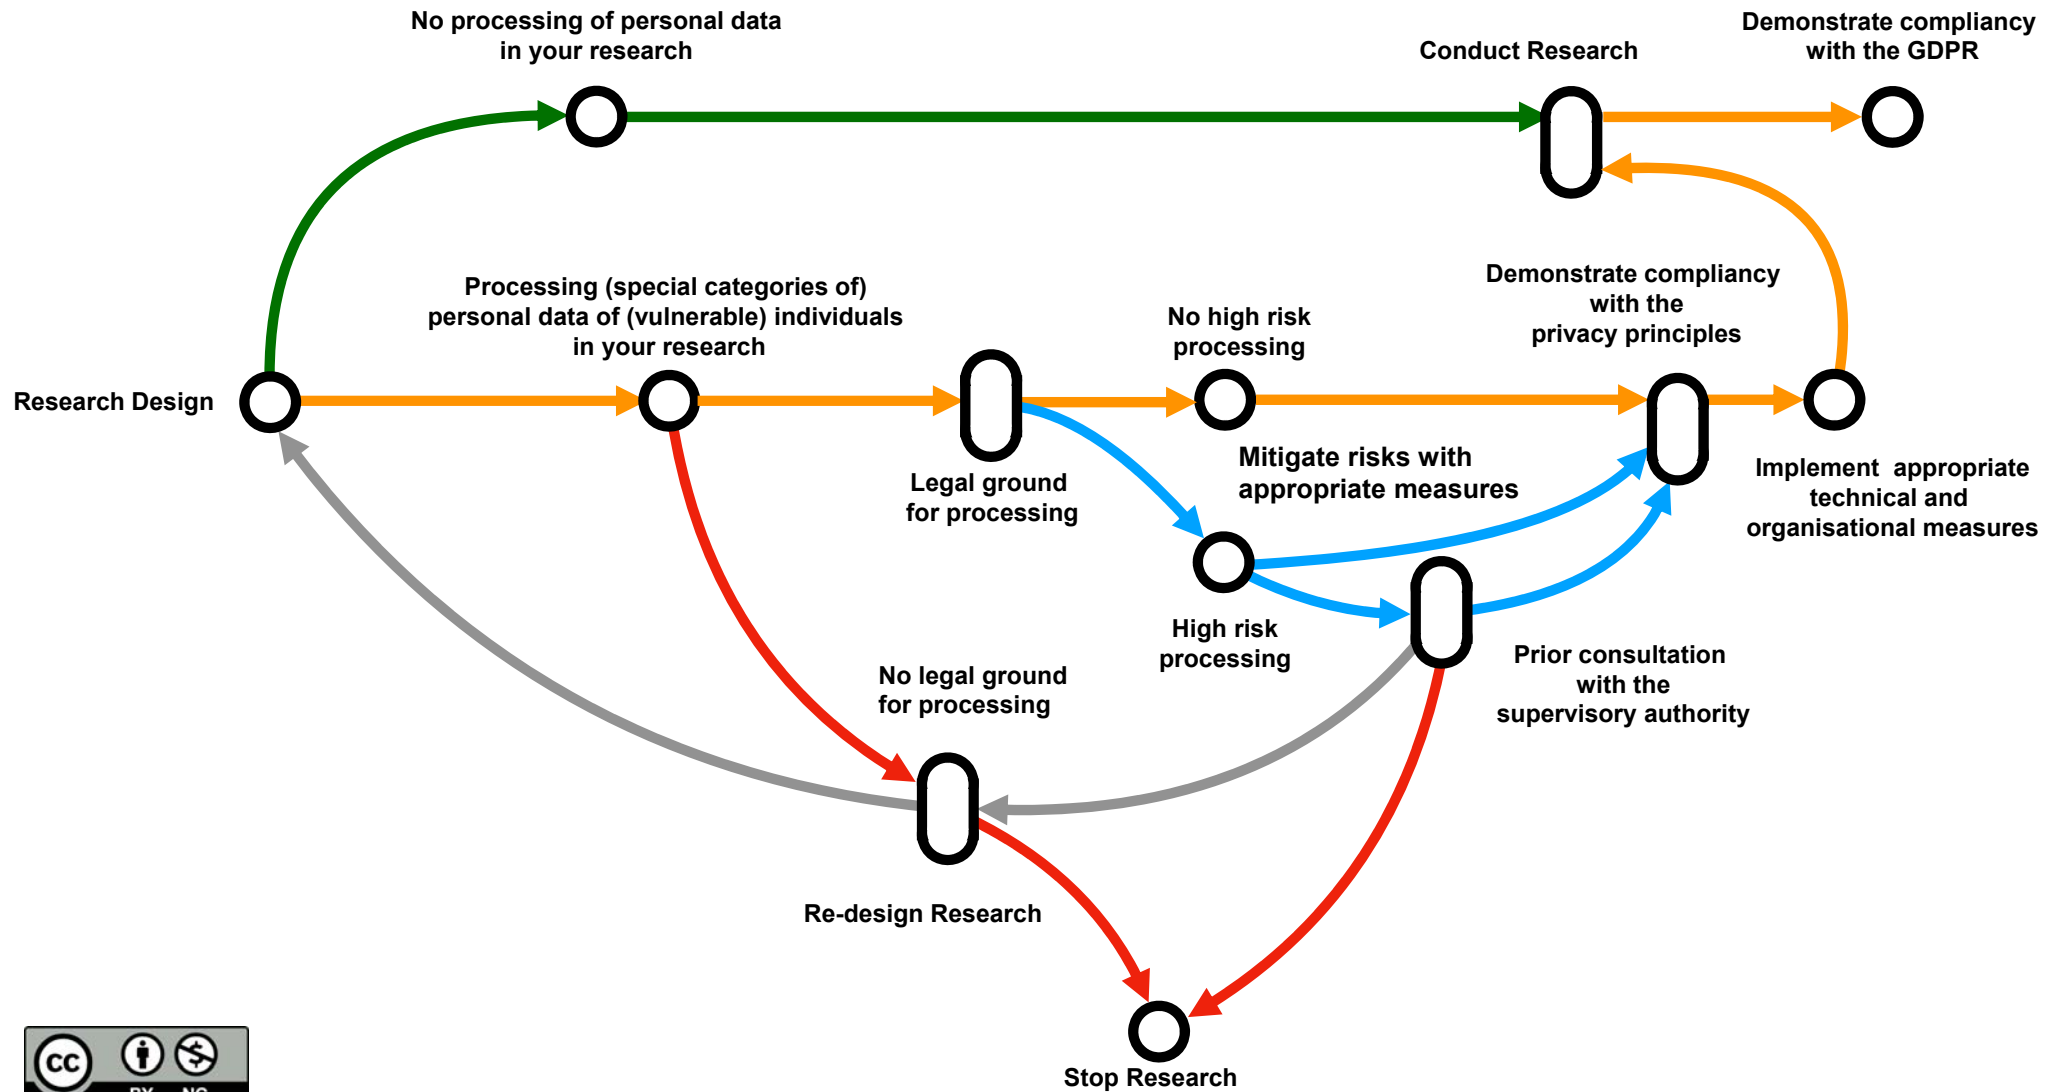 No processing of personal data
in your research
Conduct Research
Demonstrate compliancy
with the GDPR
Processing (special categories of)
personal data of (vulnerable) individuals
in your research
No high risk
processing
Demonstrate compliancy
with the
privacy principles
Research Design
Legal ground
for processing
Mitigate risks with
appropriate measures
Implement appropriate
technical and
organisational measures
High risk
processing
Prior consultation
with the
supervisory authority
No legal ground
for processing
Re-design Research
Stop Research
CC
BY NC